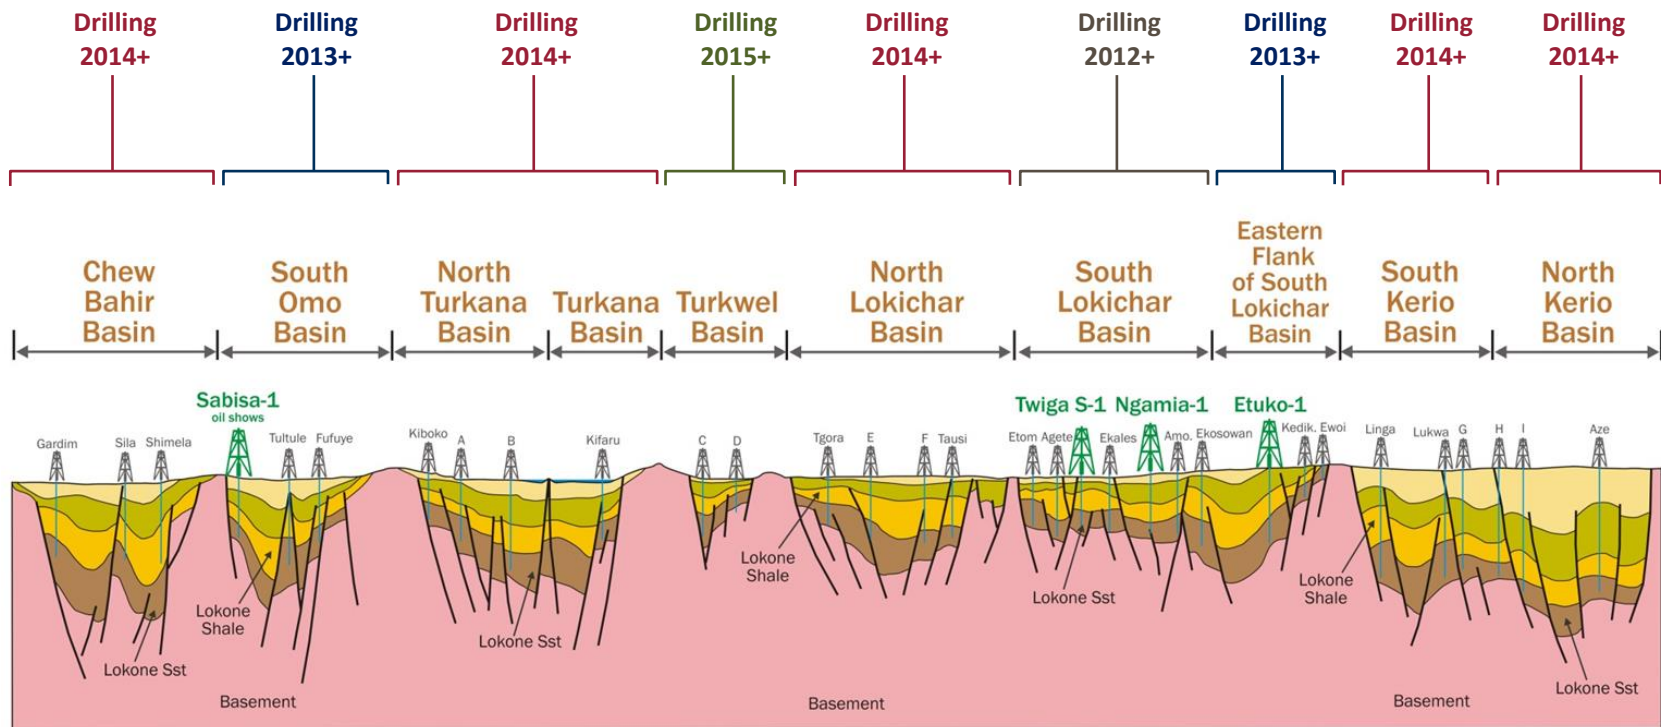 Drilling
2014+
Drilling
2013+
Drilling
2014+
Drilling
2015+
Drilling
2014+
Drilling
2012+
Drilling
2013+
Drilling
2014+
Drilling
2014+
Chew
Bahir
Basin
South
Omo
Basin
North
Turkana
Basin
Turkana
Basin
Turkwel
Basin
North
Lokichar
Basin
South
Lokichar
Basin
Eastern
Flank
of South
Lokichar
Basin
South
Kerio
Basin
North
Kerio
Basin
Gardim
Sila
Shimela
Sabisa-1
oil shows
Tultule
Fufuye
Kiboko
A
B
Kifaru
C
D
Tgora
E
F
Tausi
Twiga S-1
Ngamia-1
Etuko-1
Etom
Agete
Ekales
Amo.
Ekosowan
Kedik.
Ewoi
Linga
Lukwa
G
H
I
Aze
Lokone Sst
Lokone
Shale
Lokone Sst
Lokone
Shale
Lokone Sst
Lokone
Shale
Lokone Sst
Basement
Basement
Basement